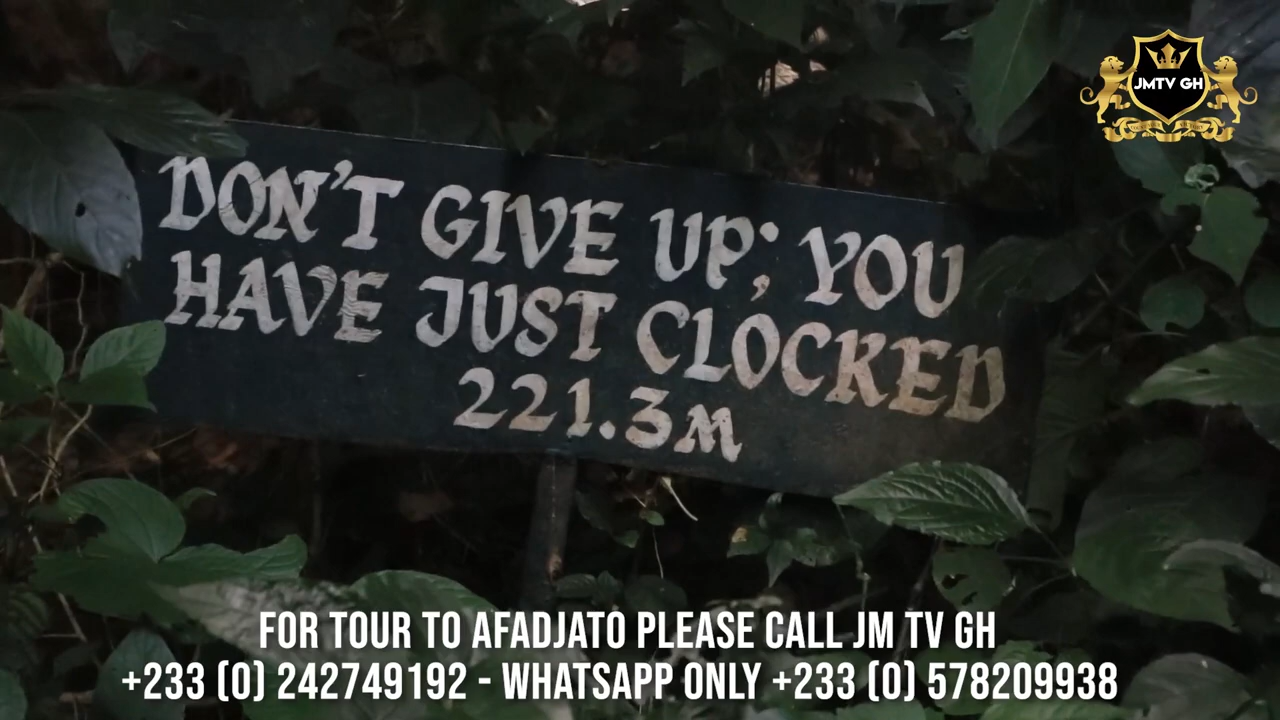 JMTV GH
DON'T GIVE UP; YOU
HAVE JUST CLOCKED
221.3M
FOR TOUR TO AFADJATO PLEASE CALL JM TV GH
+233 (0) 242749192 - WHATSAPP ONLY +233 (0) 578209938